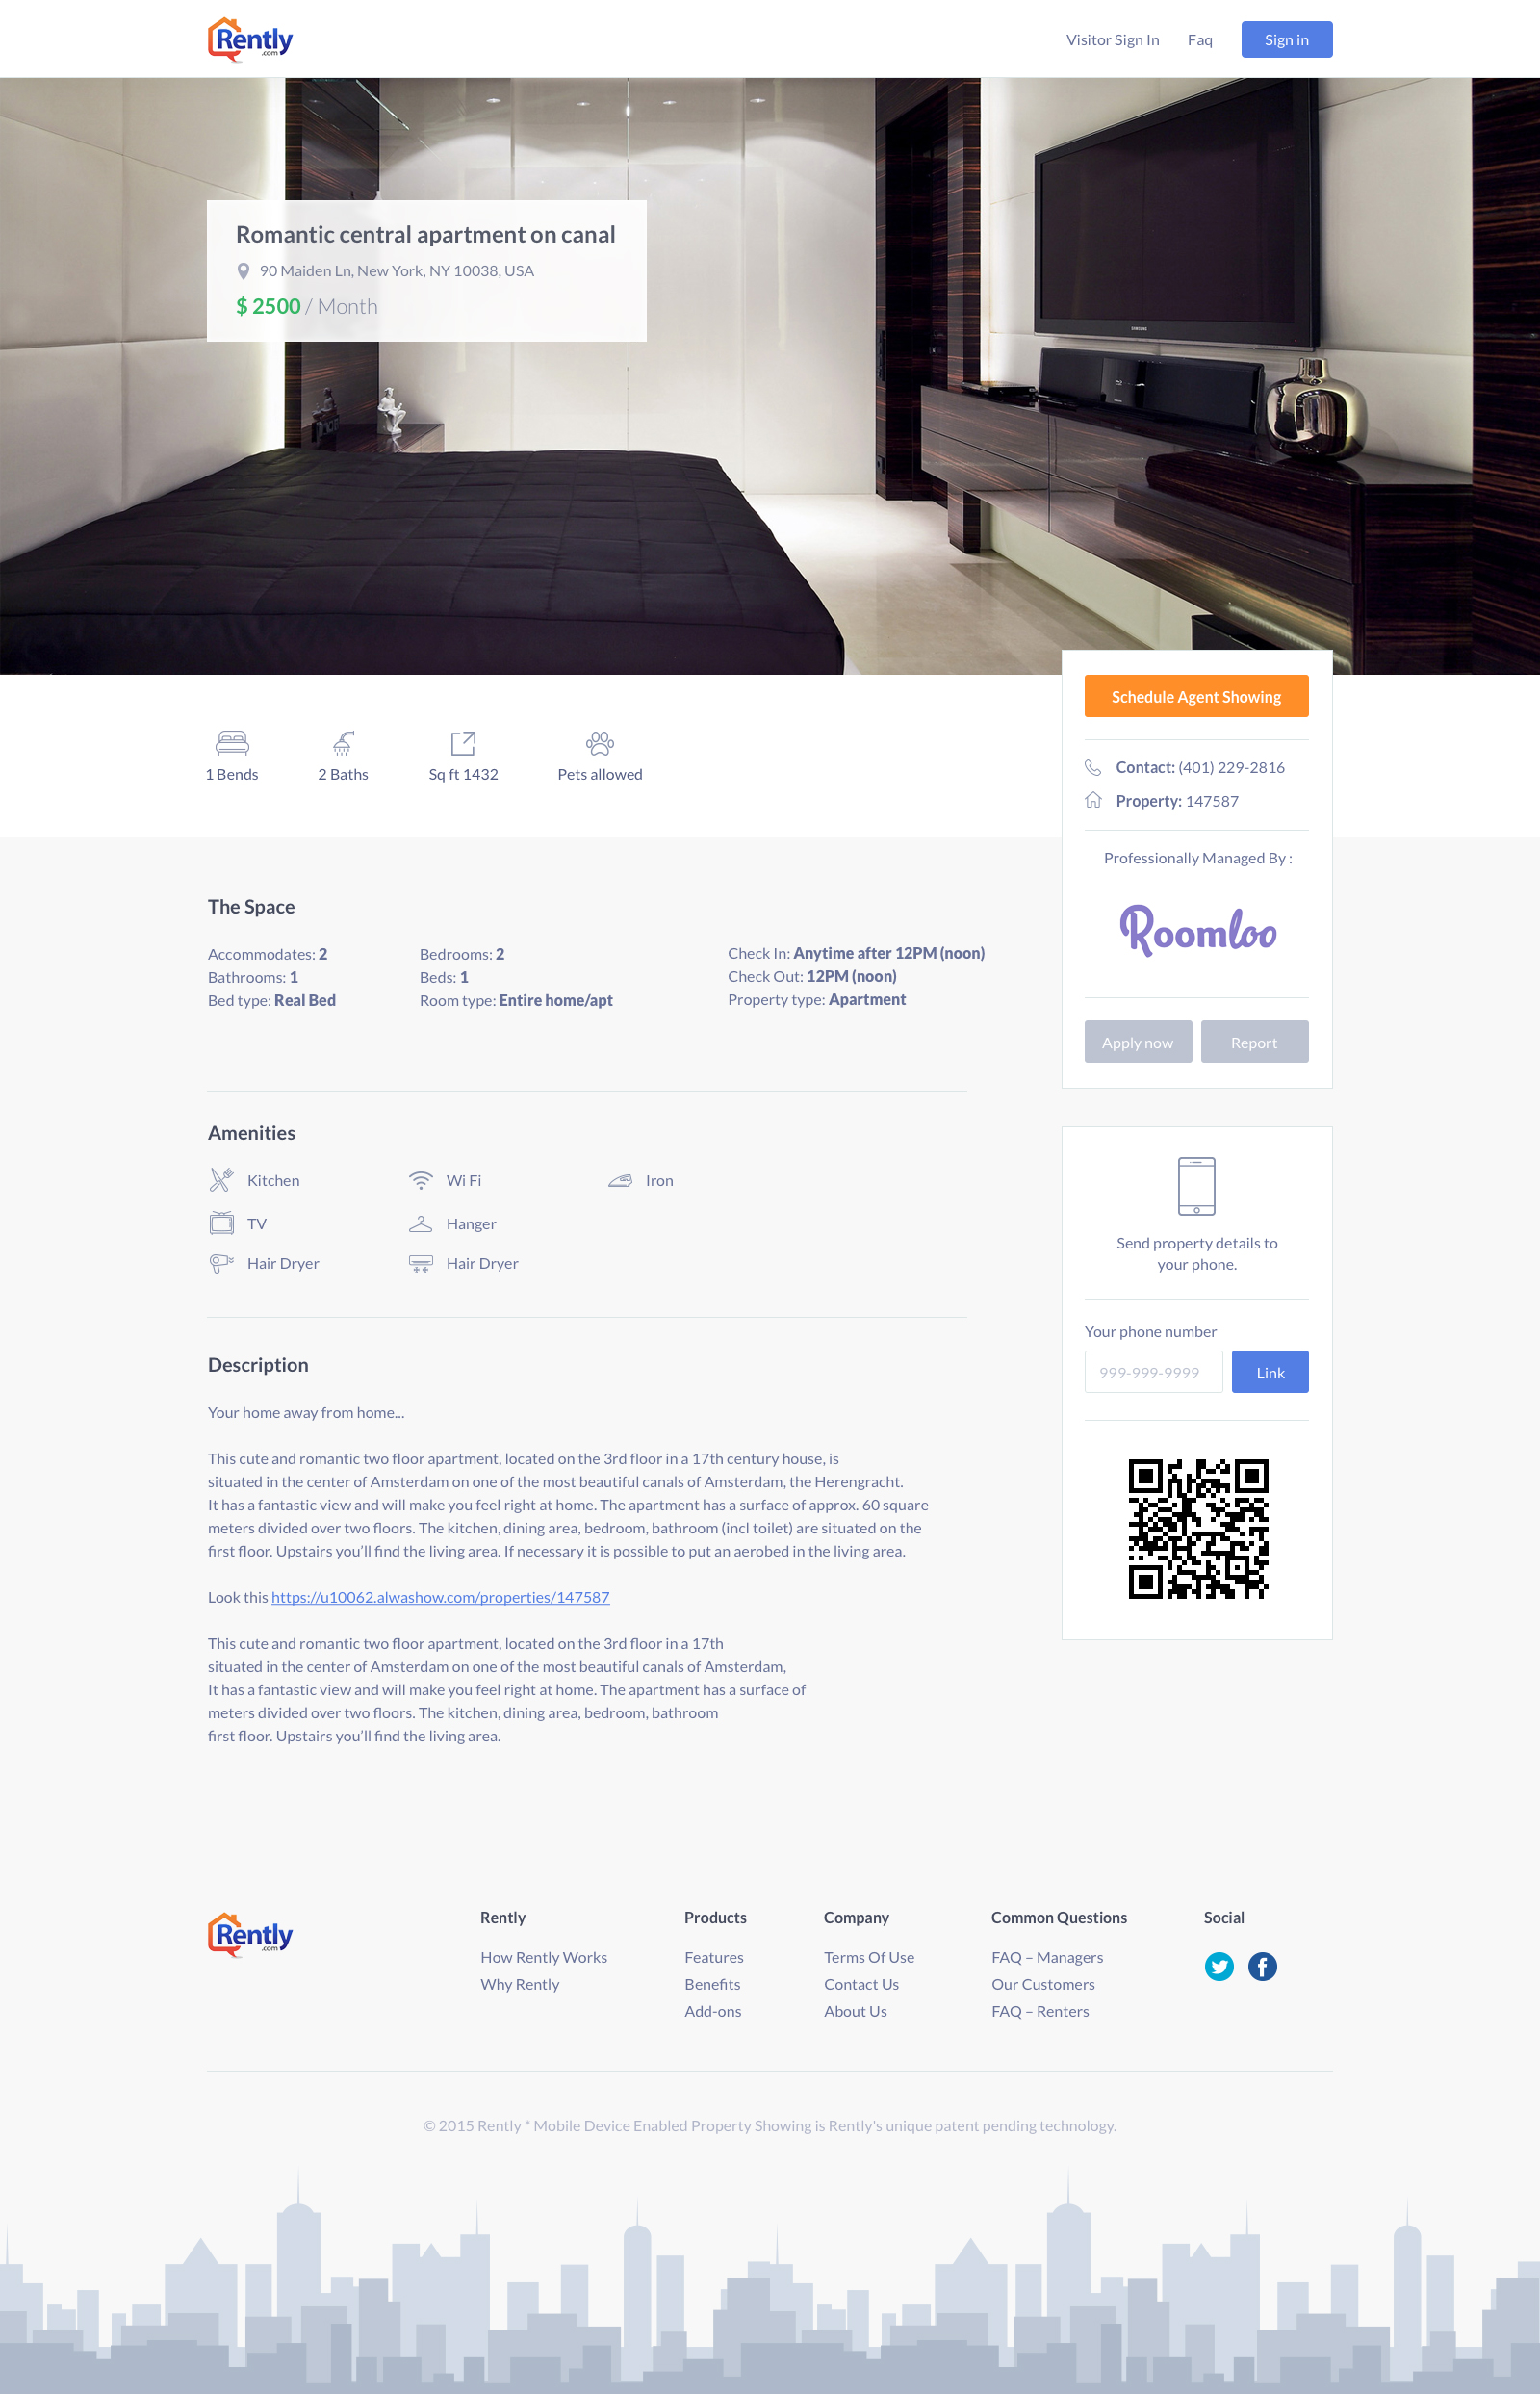 Rently
.com
Visitor Sign In
Faq
Sign in
Romantic central apartment on canal
90 Maiden Ln, New York, NY 10038, USA
$ 2500 / Month
SAMSUNG
Schedule Agent Showing
1 Bends
2 Baths
Sq ft 1432
Pets allowed
Contact: (401) 229-2816
Property: 147587
Professionally Managed By :
Roomloo
Apply now
Report
The Space
Accommodates: 2
Bathrooms: 1
Bed type: Real Bed
Bedrooms: 2
Beds: 1
Room type: Entire home/apt
Check In: Anytime after 12PM (noon)
Check Out: 12PM (noon)
Property type: Apartment
Amenities
Kitchen
Wi Fi
Iron
TV
Hanger
Hair Dryer
Hair Dryer
Send property details to
your phone.
Your phone number
999-999-9999
Link
Description
Your home away from home...
This cute and romantic two floor apartment, located on the 3rd floor in a 17th century house, is
situated in the center of Amsterdam on one of the most beautiful canals of Amsterdam, the Herengracht.
It has a fantastic view and will make you feel right at home. The apartment has a surface of approx. 60 square
meters divided over two floors. The kitchen, dining area, bedroom, bathroom (incl toilet) are situated on the
first floor. Upstairs you’ll find the living area. If necessary it is possible to put an aerobed in the living area.
Look this https://u10062.alwashow.com/properties/147587
This cute and romantic two floor apartment, located on the 3rd floor in a 17th
situated in the center of Amsterdam on one of the most beautiful canals of Amsterdam,
It has a fantastic view and will make you feel right at home. The apartment has a surface of
meters divided over two floors. The kitchen, dining area, bedroom, bathroom
first floor. Upstairs you’ll find the living area.
Rently
.com
Rently
How Rently Works
Why Rently
Products
Features
Benefits
Add-ons
Company
Terms Of Use
Contact Us
About Us
Common Questions
FAQ – Managers
Our Customers
FAQ – Renters
Social
© 2015 Rently * Mobile Device Enabled Property Showing is Rently's unique patent pending technology.